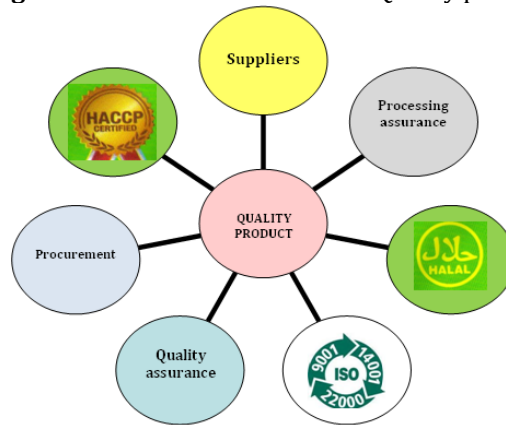 Suppliers
Processing
assurance
HACCP
CERTIFIED
QUALITY
PRODUCT
حلال
HALAL
Procurement
Quality
assurance
9001
14001
22000
ISO